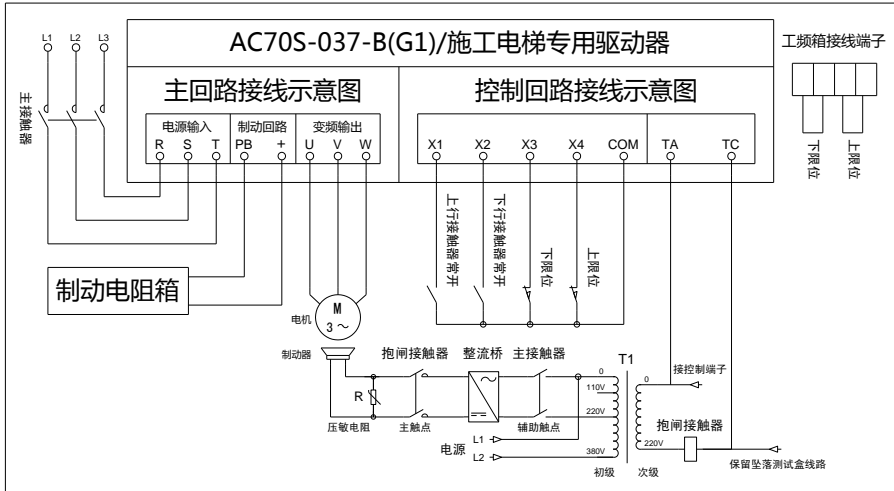 L1 L2 L3
AC70S-037-B(G1)/施工电梯专用驱动器
工频箱接线端子
主回路接线示意图
控制回路接线示意图
主接触器
电源输入 制动回路 变频输出
R S T PB + U V W
X1 X2 X3 X4 COM TA TC
下限位
上限位
上行接触器常开
下行接触器常开
下限位
上限位
制动电阻箱
M
3 ~
电机
制动器
抱闸接触器 整流桥 主接触器
T1
0
110V
220V
380V
0
220V
接控制端子
R
压敏电阻
主触点
辅助触点
抱闸接触器
电源
L1
L2
初级 次级
保留坠落测试盒线路